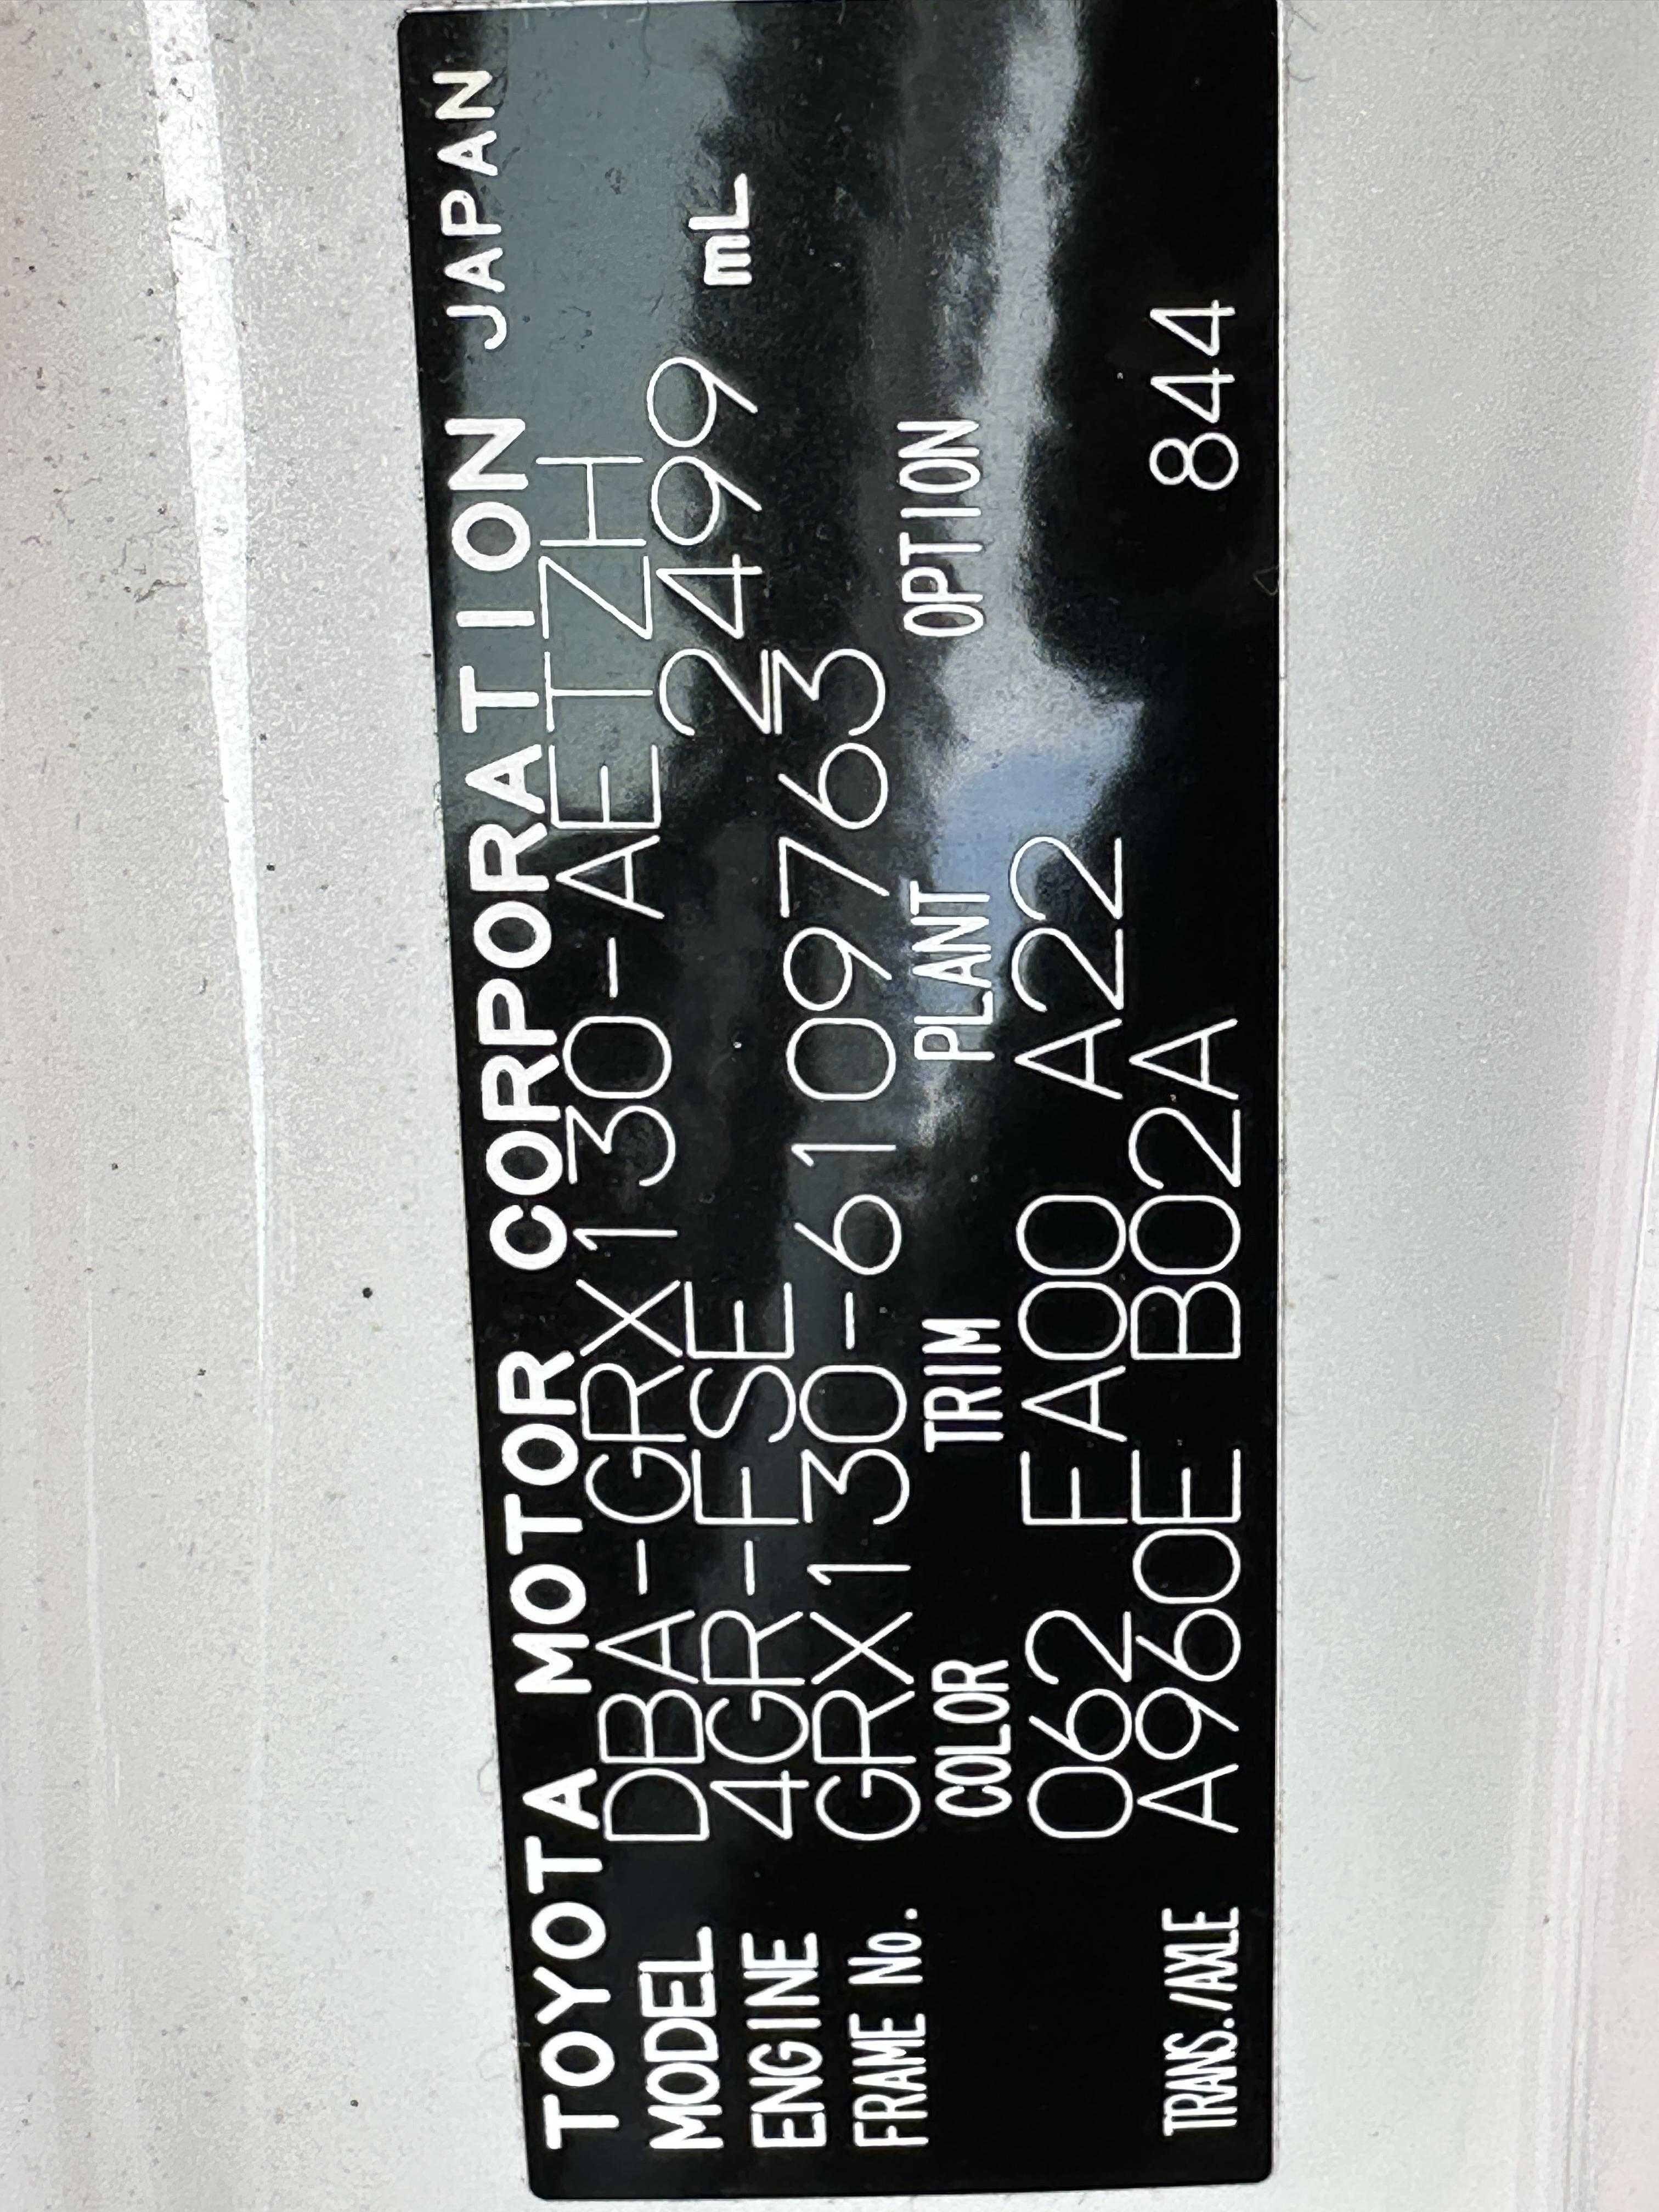 TOYOTA MOTOR CORPORATION JAPAN
MODEL DBA-GRX130-AETZH
ENGINE 4GR-FSE 2499 mL
FRAME No. GRX130-6109763
COLOR TRIM PLANT OPTION
062 FA00 A22
TRANS./AXLE A960E B02A 844